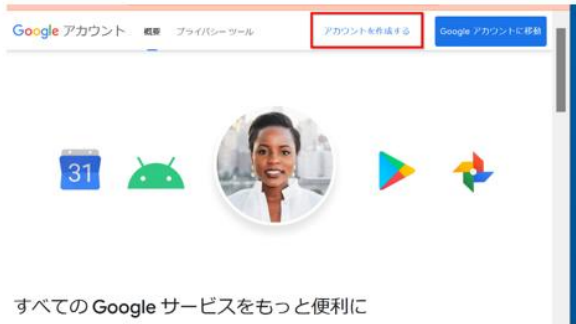 Google アカウント 概要 プライバシー ツール アカウントを作成する Google アカウントに移動
31
すべての Google サービスをもっと便利に